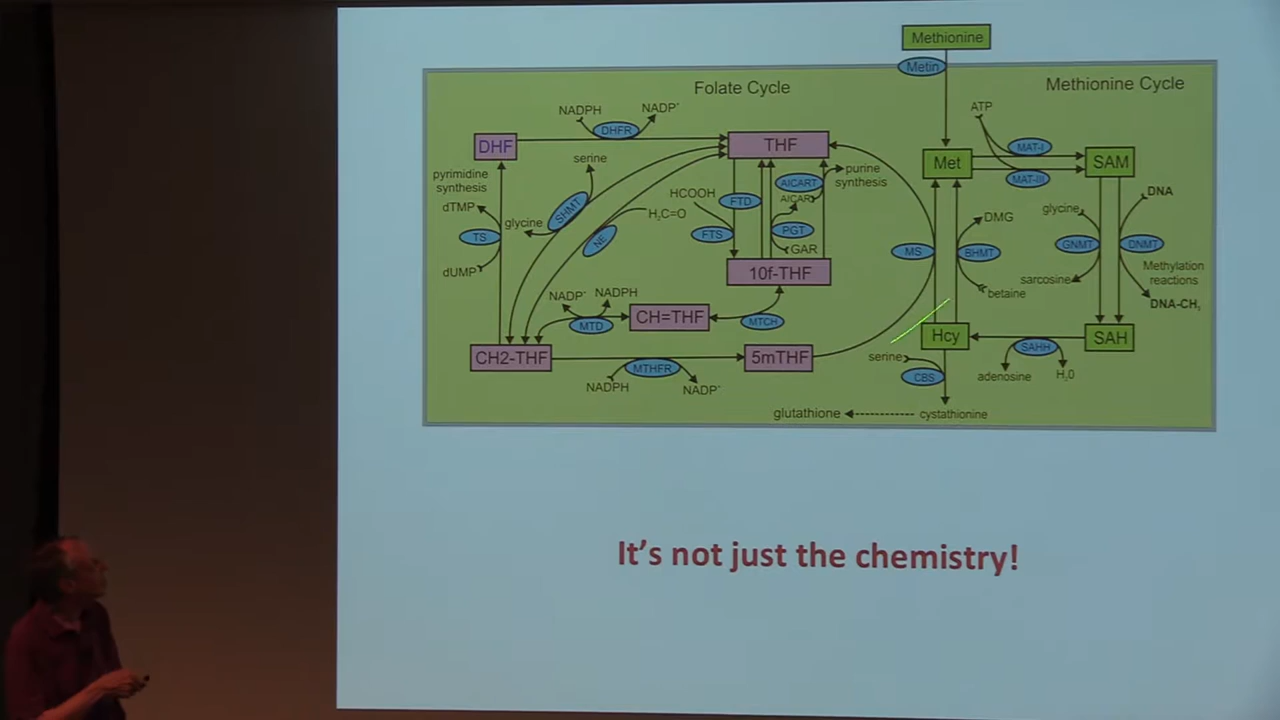 Methionine
Metin
Folate Cycle
Methionine Cycle
NADPH
NADP⁺
DHFR
DHF
THF
serine
pyrimidine
synthesis
dTMP
TS
dUMP
glycine
SHMT
NE
H₂C=O
HCOOH
FTD
FTS
AICART
AICAR
purine
synthesis
PGT
GAR
10f-THF
NADP⁺
NADPH
MTD
CH=THF
MTCH
CH2-THF
MTHFR
5mTHF
NADPH
NADP⁺
MS
Met
ATP
MAT-I
MAT-III
SAM
DMG
BHMT
betaine
glycine
GNMT
sarcosine
DNA
DNMT
Methylation
reactions
DNA-CH₃
Hcy
SAHH
SAH
adenosine
H₂0
serine
CBS
glutathione
cystathionine
It's not just the chemistry!